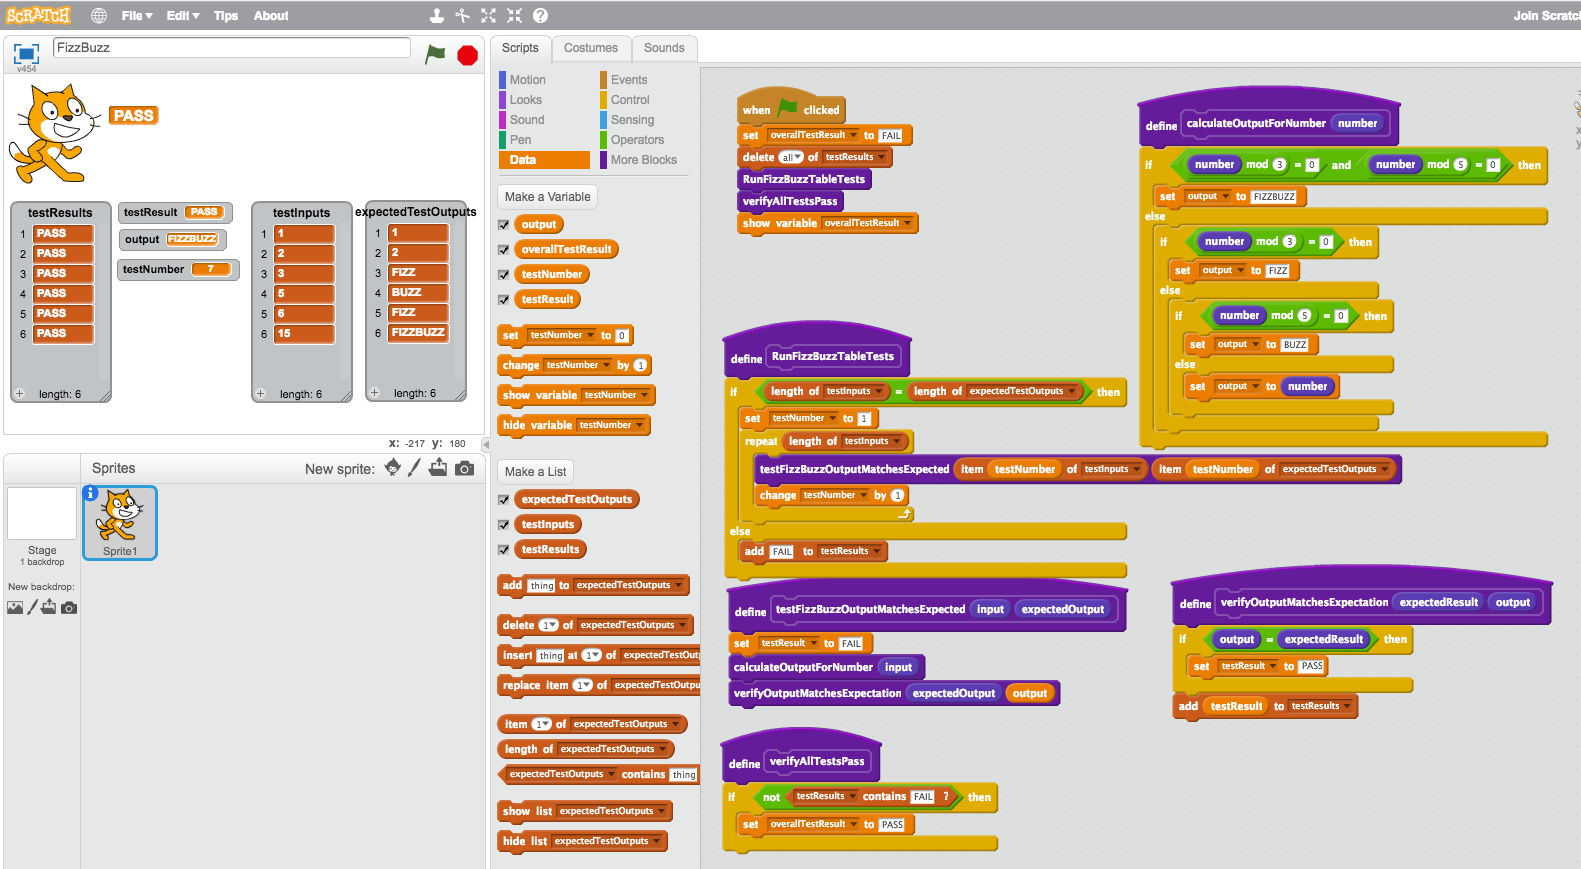 SCRATCH File Edit Tips About Join Scratch
v454 FizzBuzz
PASS
testResults
1 PASS
2 PASS
3 PASS
4 PASS
5 PASS
6 PASS
length: 6
testResult PASS
output FIZZBUZZ
testNumber 7
testInputs
1 1
2 2
3 3
4 5
5 6
6 15
length: 6
expectedTestOutputs
1 1
2 2
3 FIZZ
4 BUZZ
5 FIZZ
6 FIZZBUZZ
length: 6
x: -217 y: 180
Sprites New sprite:
Stage
1 backdrop
New backdrop:
Sprite1
Scripts Costumes Sounds
Motion Events
Looks Control
Sound Sensing
Pen Operators
Data More Blocks
Make a Variable
output
overallTestResult
testNumber
testResult
set testNumber to 0
change testNumber by 1
show variable testNumber
hide variable testNumber
Make a List
expectedTestOutputs
testInputs
testResults
add thing to expectedTestOutputs
delete 1 of expectedTestOutputs
insert thing at 1 of expectedTes
replace item 1 of expectedTestOutpu
item 1 of expectedTestOutputs
length of expectedTestOutputs
expectedTestOutputs contains thing
show list expectedTestOutputs
hide list expectedTestOutputs
when clicked
set overallTestResult to FAIL
delete all of testResults
RunFizzBuzzTableTests
verifyAllTestsPass
show variable overallTestResult
define RunFizzBuzzTableTests
if length of testInputs = length of expectedTestOutputs then
set testNumber to 1
repeat length of testInputs
testFizzBuzzOutputMatchesExpected item testNumber of testInputs item testNumber of expectedTestOutputs
change testNumber by 1
else
add FAIL to testResults
define testFizzBuzzOutputMatchesExpected input expectedOutput
set testResult to FAIL
calculateOutputForNumber input
verifyOutputMatchesExpectation expectedOutput output
define verifyAllTestsPass
if not testResults contains FAIL ? then
set overallTestResult to PASS
define calculateOutputForNumber number
if number mod 3 = 0 and number mod 5 = 0 then
set output to FIZZBUZZ
else
if number mod 3 = 0 then
set output to FIZZ
else
if number mod 5 = 0 then
set output to BUZZ
else
set output to number
define verifyOutputMatchesExpectation expectedResult output
if output = expectedResult then
set testResult to PASS
add testResult to testResults
x
y